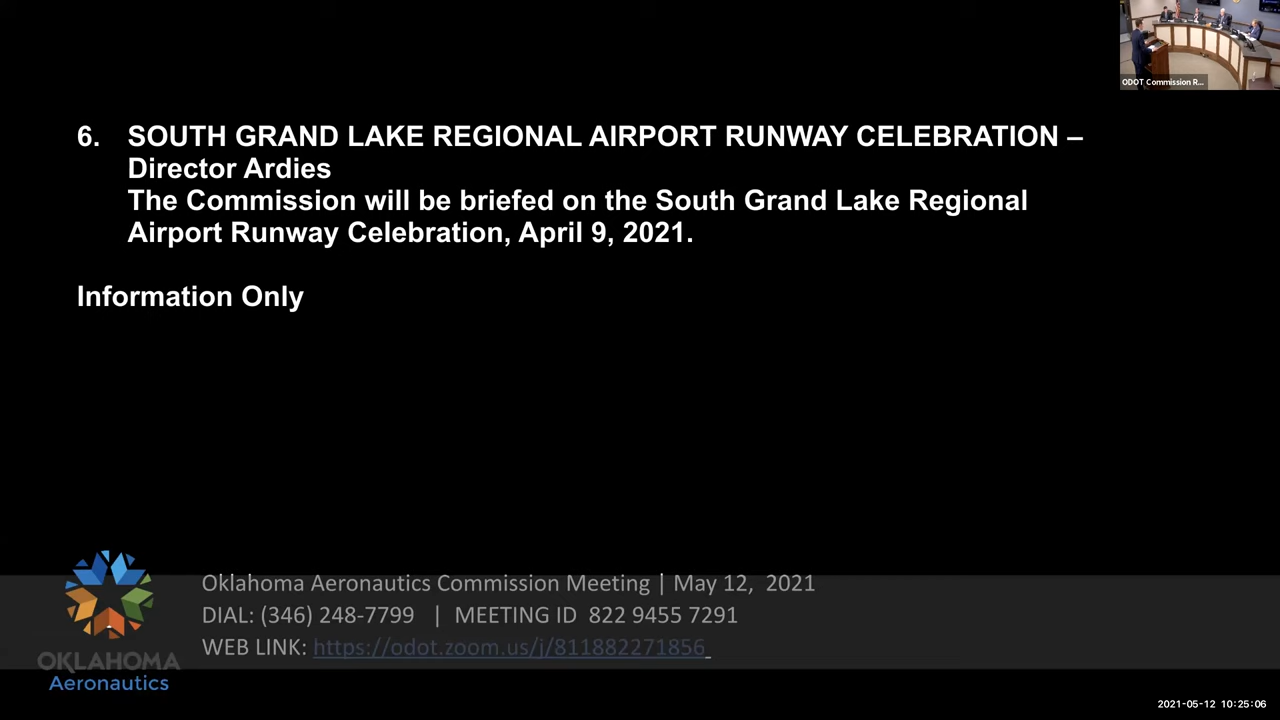 ODOT Commission R...
6. SOUTH GRAND LAKE REGIONAL AIRPORT RUNWAY CELEBRATION –
Director Ardies
The Commission will be briefed on the South Grand Lake Regional
Airport Runway Celebration, April 9, 2021.
Information Only
Oklahoma Aeronautics Commission Meeting | May 12, 2021
DIAL: (346) 248-7799 | MEETING ID 822 9455 7291
WEB LINK: https://odot.zoom.us/j/811882271856
OKLAHOMA
Aeronautics
2021-05-12 10:25:06